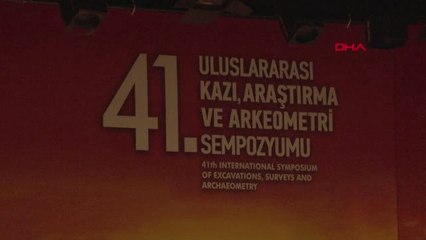 DHA
41.
ULUSLARARASI
KAZI, ARAŞTIRMA
VE ARKEOMETRİ
SEMPOZYUMU
41th INTERNATIONAL SYMPOSIUM
OF EXCAVATIONS, SURVEYS AND
ARCHAEOMETRY